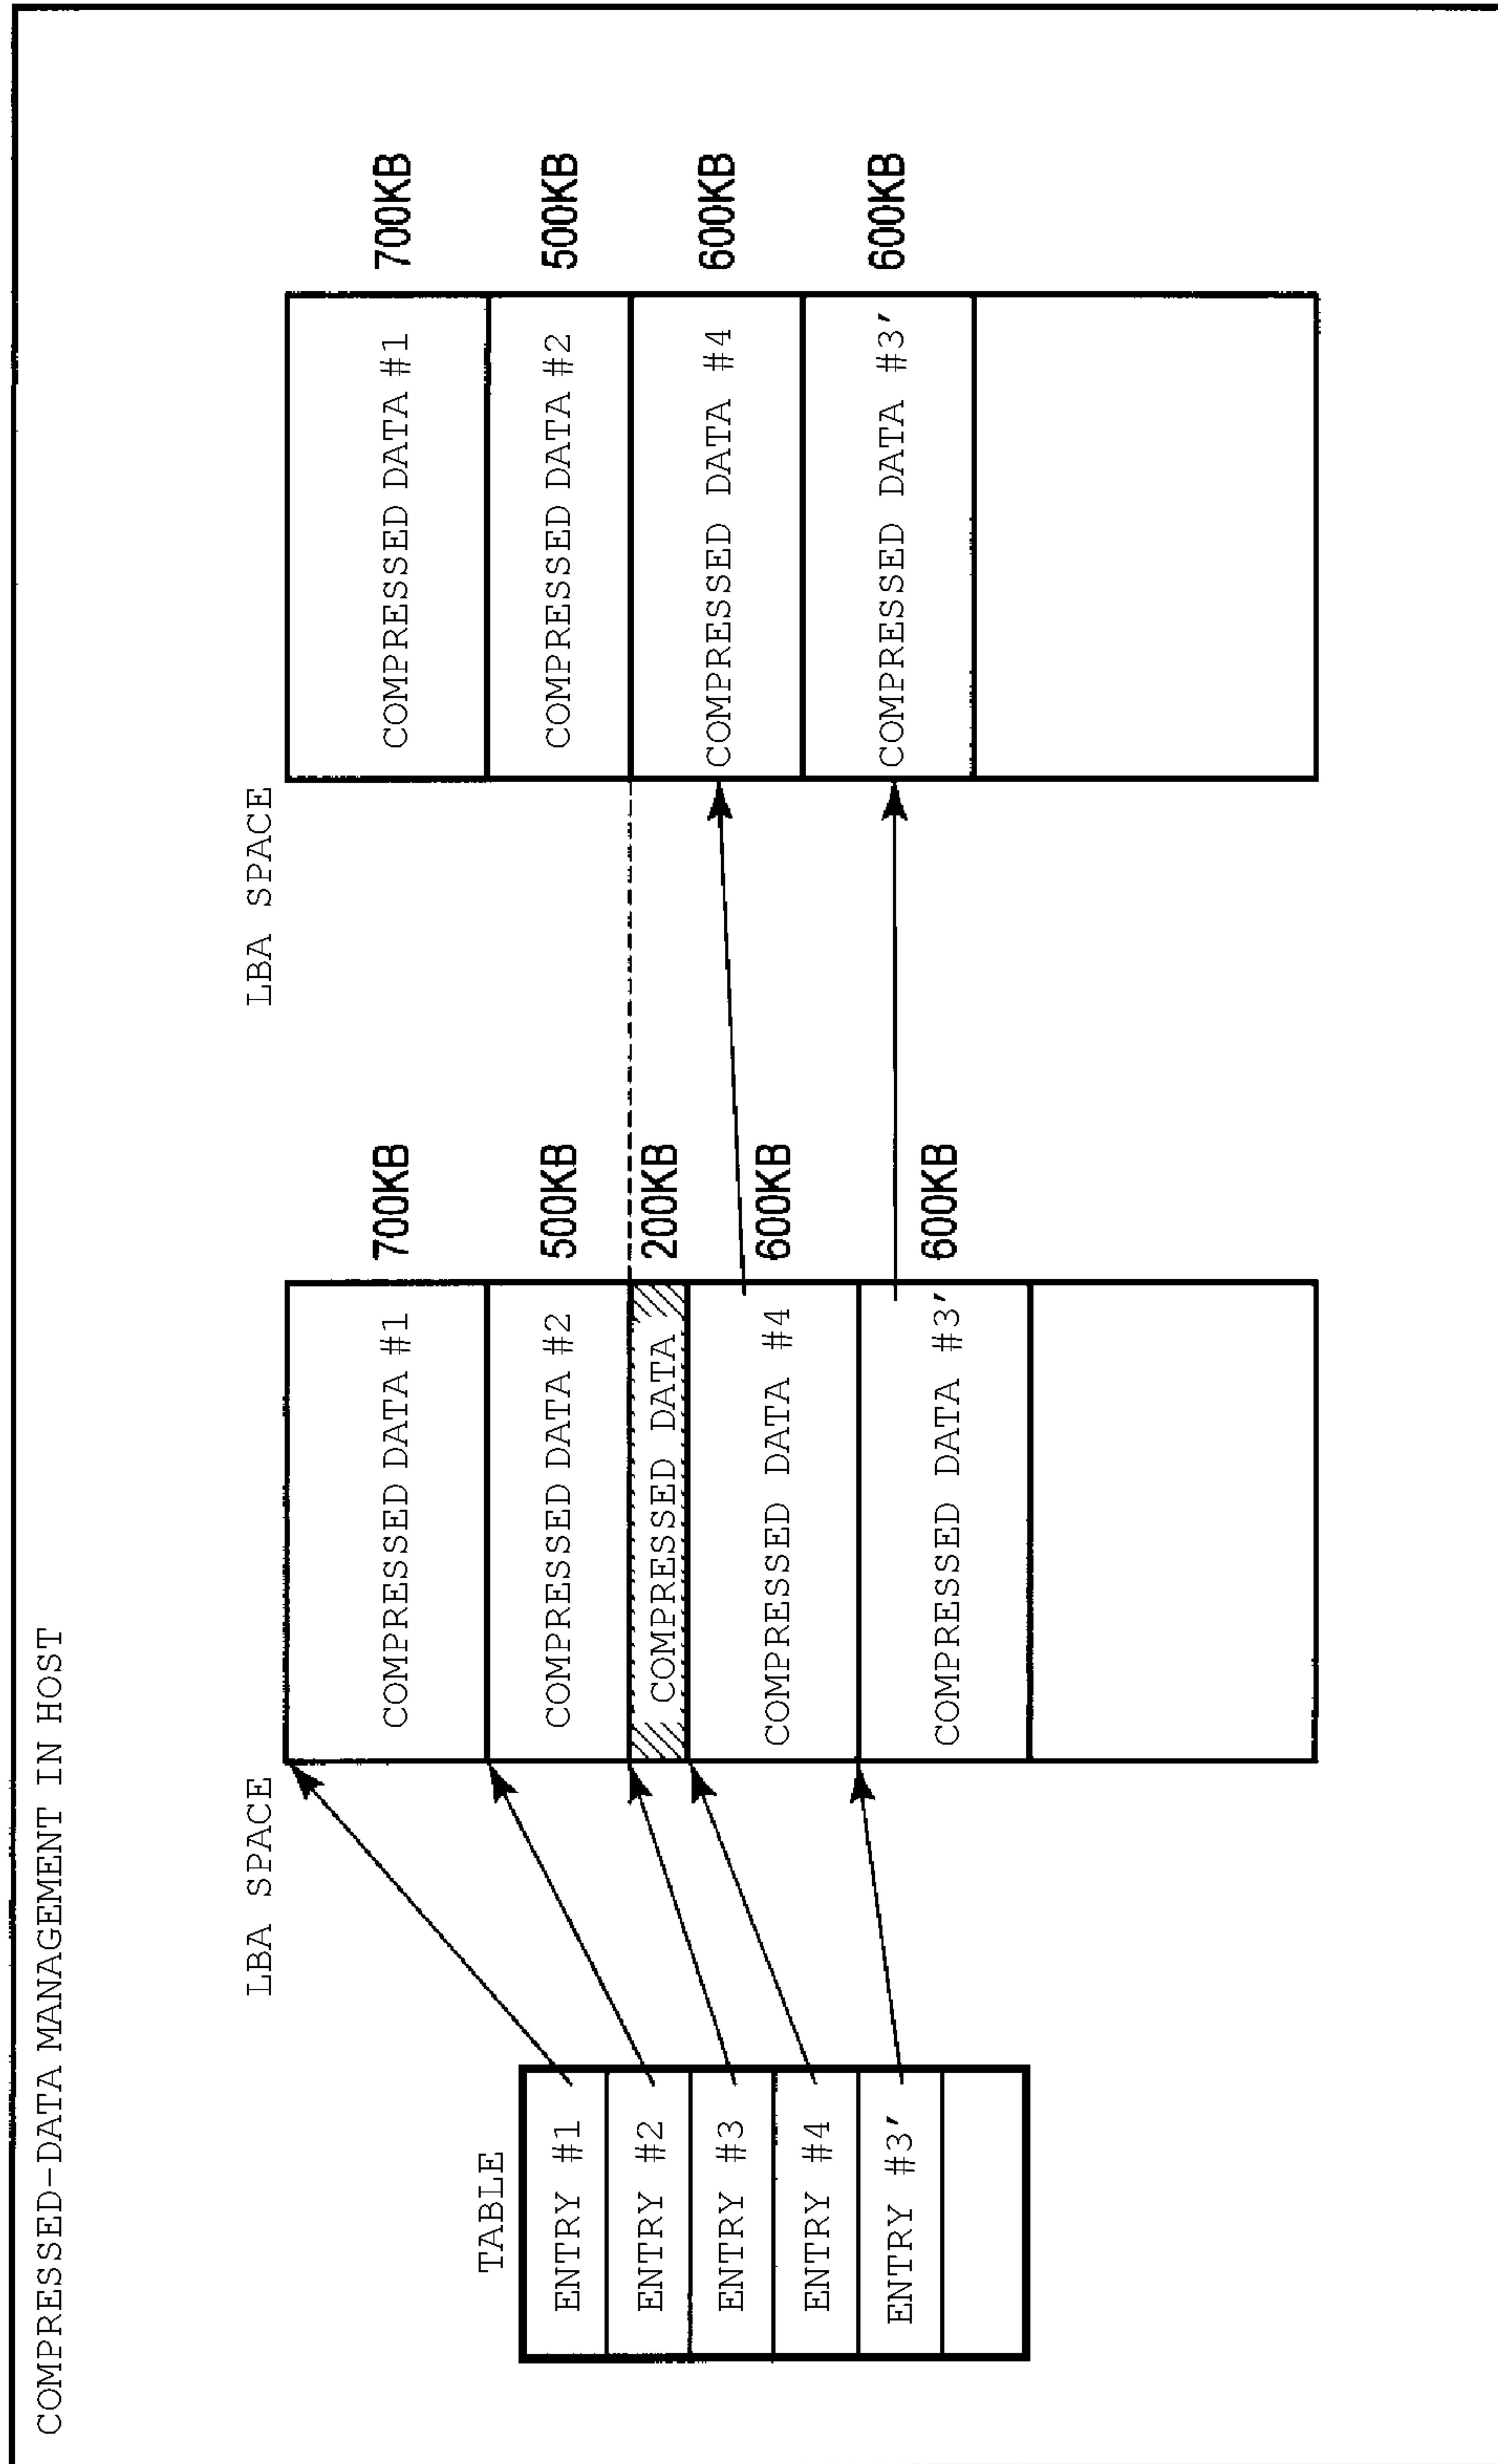 COMPRESSED-DATA MANAGEMENT IN HOST
TABLE
ENTRY #1
ENTRY #2
ENTRY #3
ENTRY #4
ENTRY #3′
LBA SPACE
COMPRESSED DATA #1
700KB
COMPRESSED DATA #2
500KB
COMPRESSED DATA
200KB
COMPRESSED DATA #4
600KB
COMPRESSED DATA #3′
600KB
LBA SPACE
COMPRESSED DATA #1
700KB
COMPRESSED DATA #2
500KB
COMPRESSED DATA #4
600KB
COMPRESSED DATA #3′
600KB